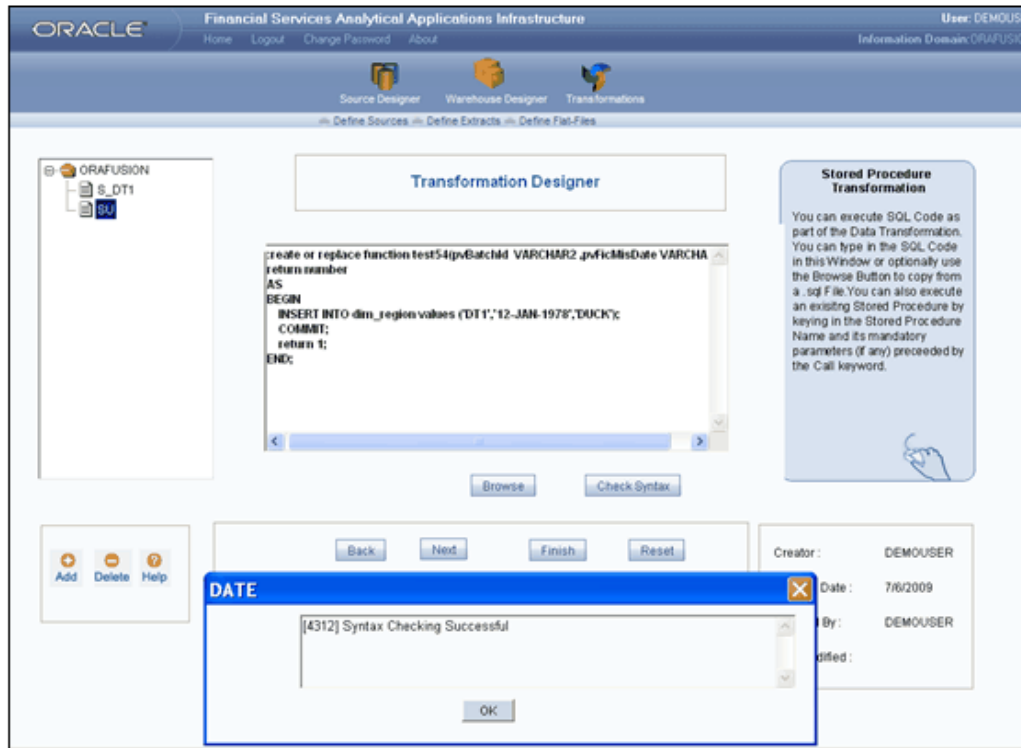 ORACLE
Financial Services Analytical Applications Infrastructure
User: DEMOUS
Home Logout Change Password About
Information Domain:ORAFUSIO
Source Designer Warehouse Designer Transformations
Define Sources Define Extracts Define Flat-Files
ORAFUSION
S_DT1
SU
Transformation Designer
create or replace function test54(pvBatchId VARCHAR2 ,pvFicMisDate VARCHA
return number
AS
BEGIN
INSERT INTO dim_region values ('DT1','12-JAN-1978','DUCK');
COMMIT;
return 1;
END;
Browse Check Syntax
Stored Procedure
Transformation
You can execute SQL Code as
part of the Data Transformation.
You can type in the SQL Code
in this Window or optionally use
the Browse Button to copy from
a .sql File.You can also execute
an exisitng Stored Procedure by
keying in the Stored Procedure
Name and its mandatory
parameters (if any) preceeded by
the Call keyword.
Add Delete Help
Back Next Finish Reset
Creator : DEMOUSER
Date : 7/6/2009
By : DEMOUSER
dified :
DATE
[4312] Syntax Checking Successful
OK